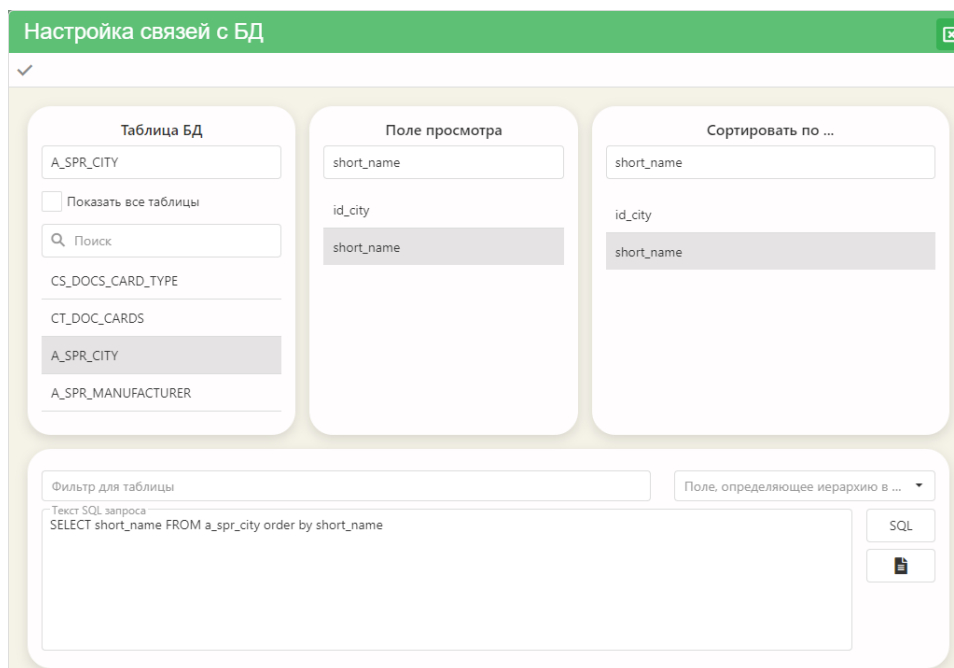 Настройка связей с БД
Таблица БД
A_SPR_CITY
Показать все таблицы
Поиск
CS_DOCS_CARD_TYPE
CT_DOC_CARDS
A_SPR_CITY
A_SPR_MANUFACTURER
Поле просмотра
short_name
id_city
short_name
Сортировать по ...
short_name
id_city
short_name
Фильтр для таблицы
Поле, определяющее иерархию в ...
Текст SQL запроса
SELECT short_name FROM a_spr_city order by short_name
SQL